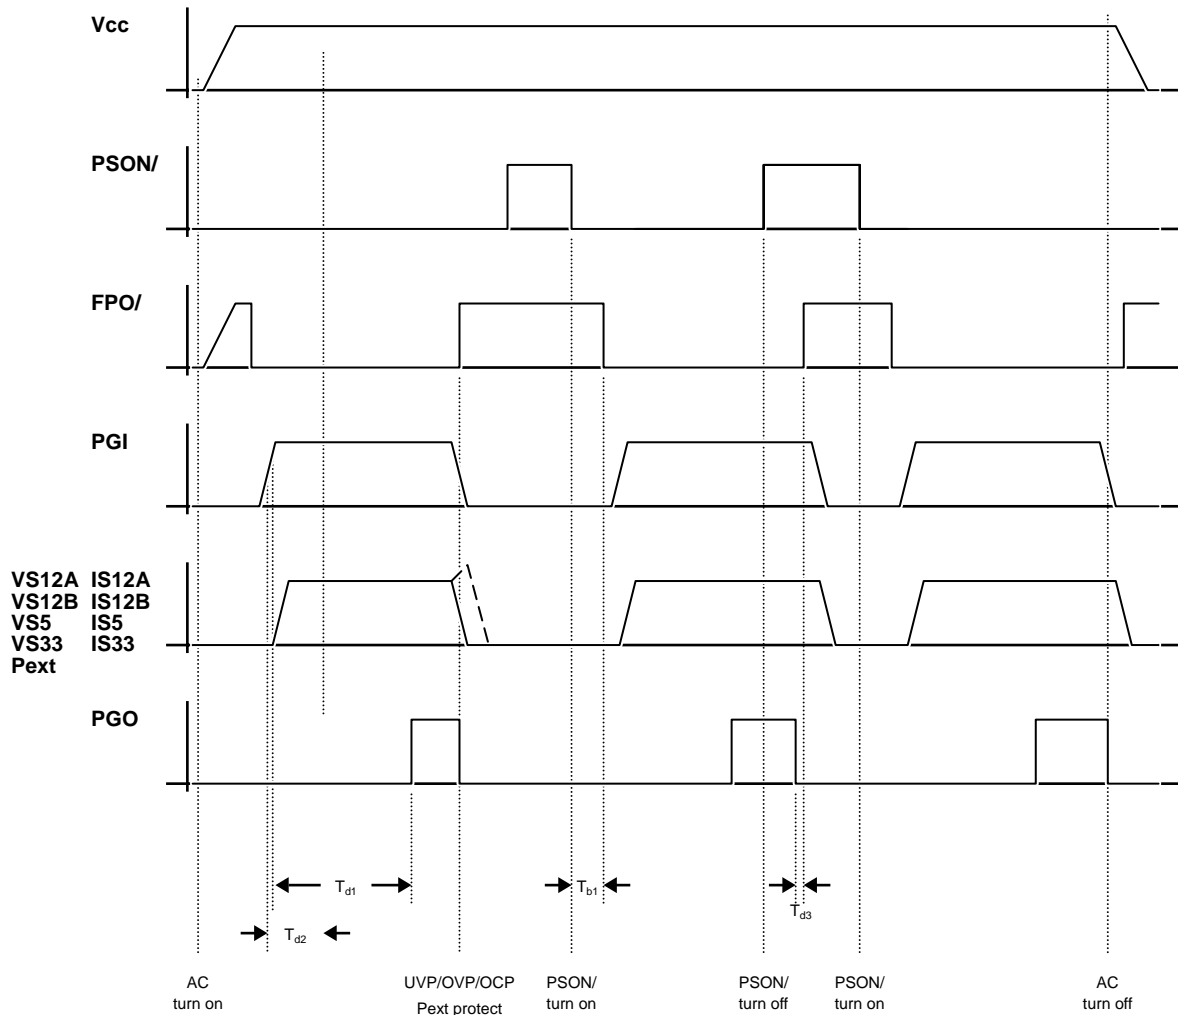 Vcc
PSON/
FPO/
PGI
VS12A IS12A
VS12B IS12B
VS5 IS5
VS33 IS33
Pext
PGO
Td1
Tb1
Td3
Td2
AC
turn on
UVP/OVP/OCP
Pext protect
PSON/
turn on
PSON/
turn off
PSON/
turn on
AC
turn off